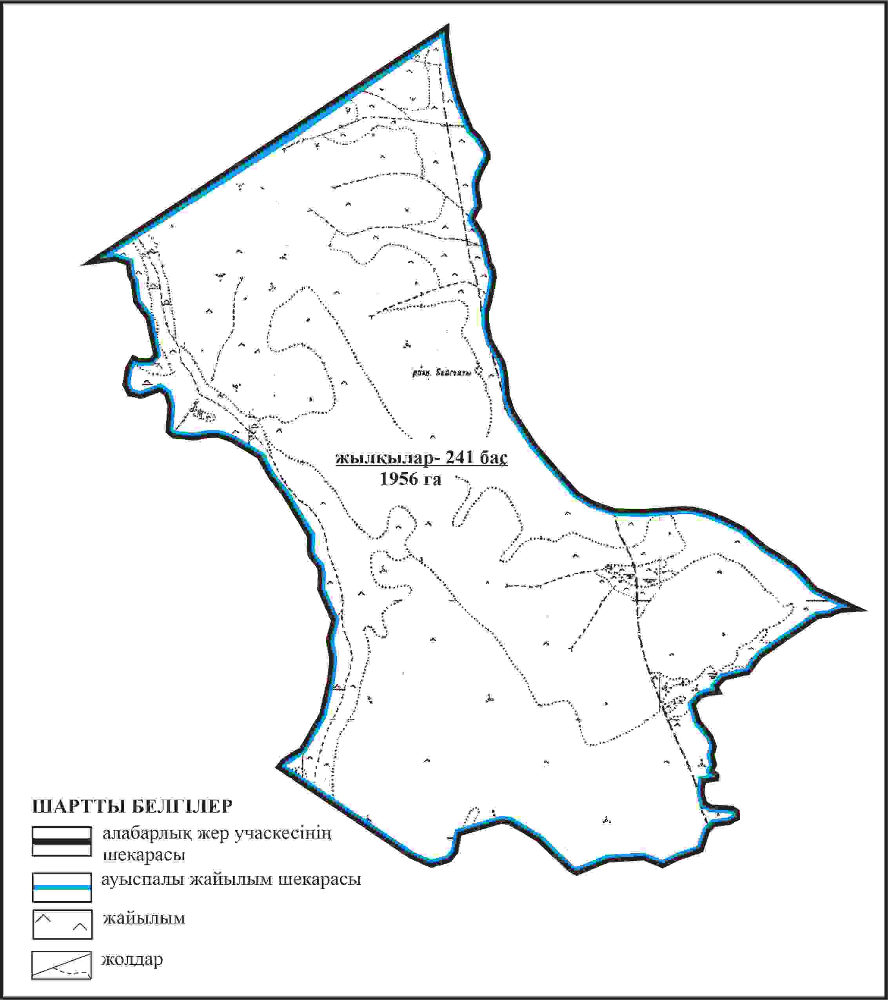 жылқылар- 241 бас
1956 га
ШАРТТЫ БЕЛГІЛЕР
алабарлық жер учаскесінің
шекарасы
ауыспалы жайылым шекарасы
жайылым
жолдар